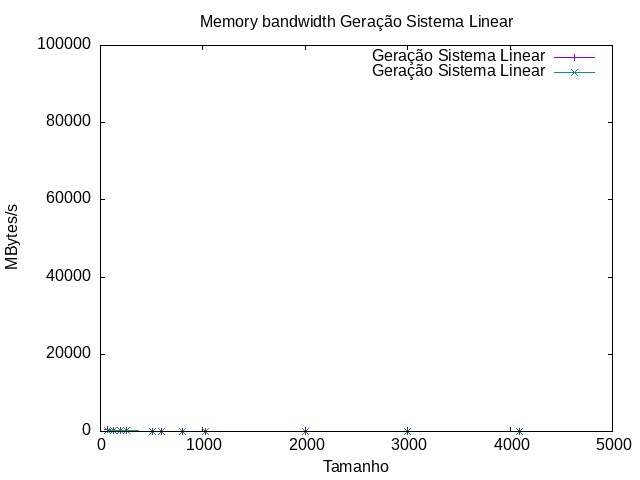 Memory bandwidth Geração Sistema Linear
100000
Geração Sistema Linear
Geração Sistema Linear
80000
60000
MBytes/s
40000
20000
0
0 1000 2000 3000 4000 5000
Tamanho